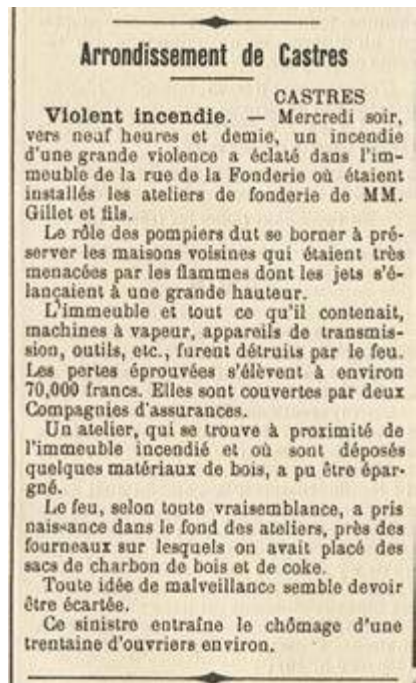 Arrondissement de Castres
CASTRES
Violent incendie. — Mercredi soir,
vers neuf heures et demie, un incendie
d'une grande violence a éclaté dans l'im-
meuble de la rue de la Fonderie où étaient
installés les ateliers de fonderie de MM.
Gillet et fils.
Le rôle des pompiers dut se borner à pré-
server les maisons voisines qui étaient très
menacées par les flammes dont les jets s'é-
lançaient à une grande hauteur.
L'immeuble et tout ce qu'il contenait,
machines à vapeur, appareils de transmis-
sion, outils, etc., furent détruits par le feu.
Les pertes éprouvées s'élèvent à environ
70,000 francs. Elles sont couvertes par deux
Compagnies d'assurances.
Un atelier, qui se trouve à proximité de
l'immeuble incendié et où sont déposés
quelques matériaux de bois, a pu être épar-
gné.
Le feu, selon toute vraisemblance, a pris
naissance dans le fond des ateliers, près des
fourneaux sur lesquels on avait placé des
sacs de charbon de bois et de coke.
Toute idée de malveillance semble devoir
être écartée.
Ce sinistre entraîne le chômage d'une
trentaine d'ouvriers environ.